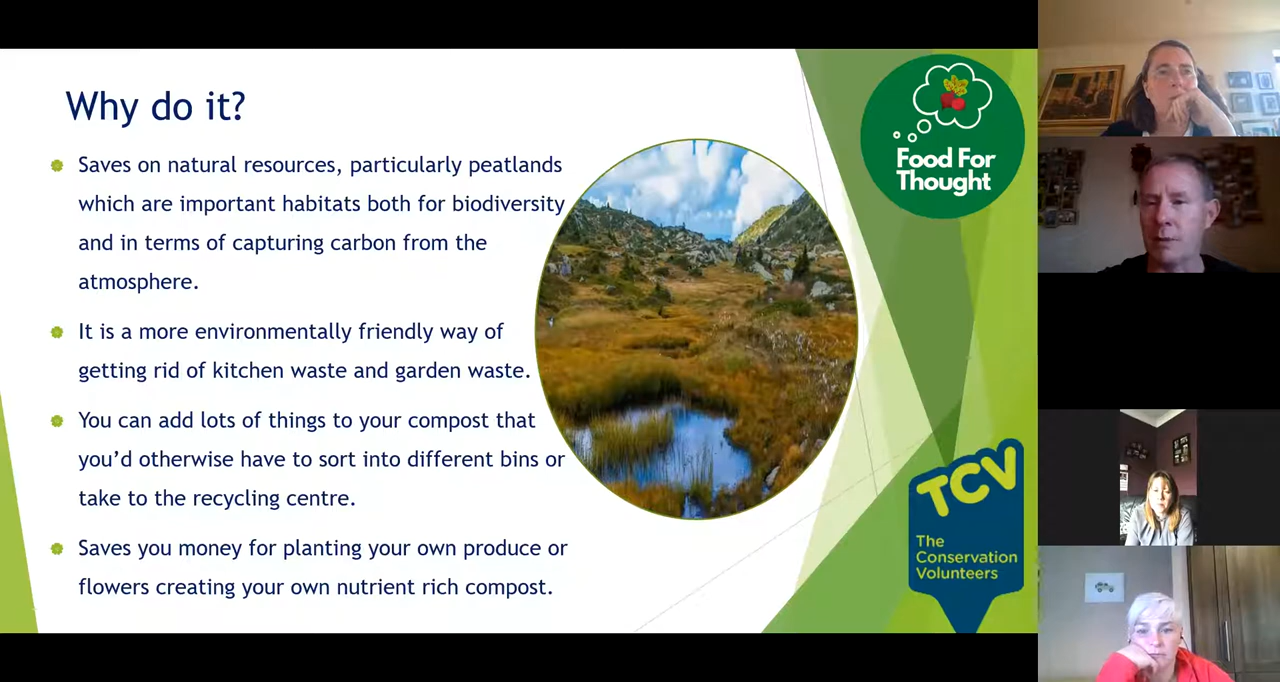 Why do it?
Saves on natural resources, particularly peatlands
which are important habitats both for biodiversity
and in terms of capturing carbon from the
atmosphere.
It is a more environmentally friendly way of
getting rid of kitchen waste and garden waste.
You can add lots of things to your compost that
you’d otherwise have to sort into different bins or
take to the recycling centre.
Saves you money for planting your own produce or
flowers creating your own nutrient rich compost.
Food For
Thought
TCV
The
Conservation
Volunteers